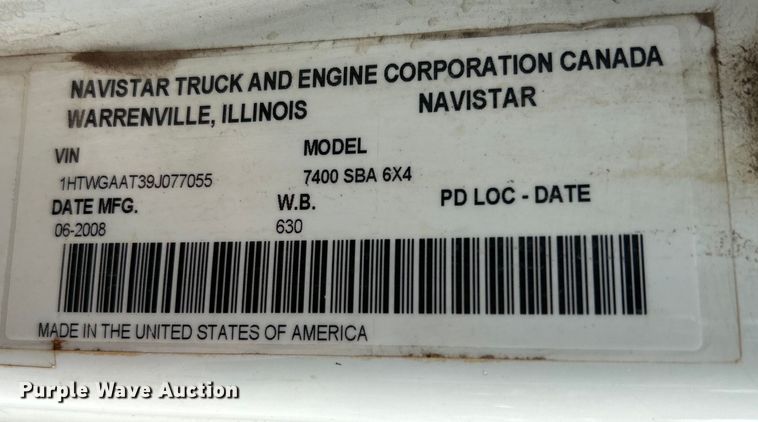 NAVISTAR TRUCK AND ENGINE CORPORATION CANADA
WARRENVILLE, ILLINOIS NAVISTAR
VIN MODEL
1HTWGAAT39J077055 7400 SBA 6X4
DATE MFG. W.B. PD LOC - DATE
06-2008 630
MADE IN THE UNITED STATES OF AMERICA
Purple Wave Auction